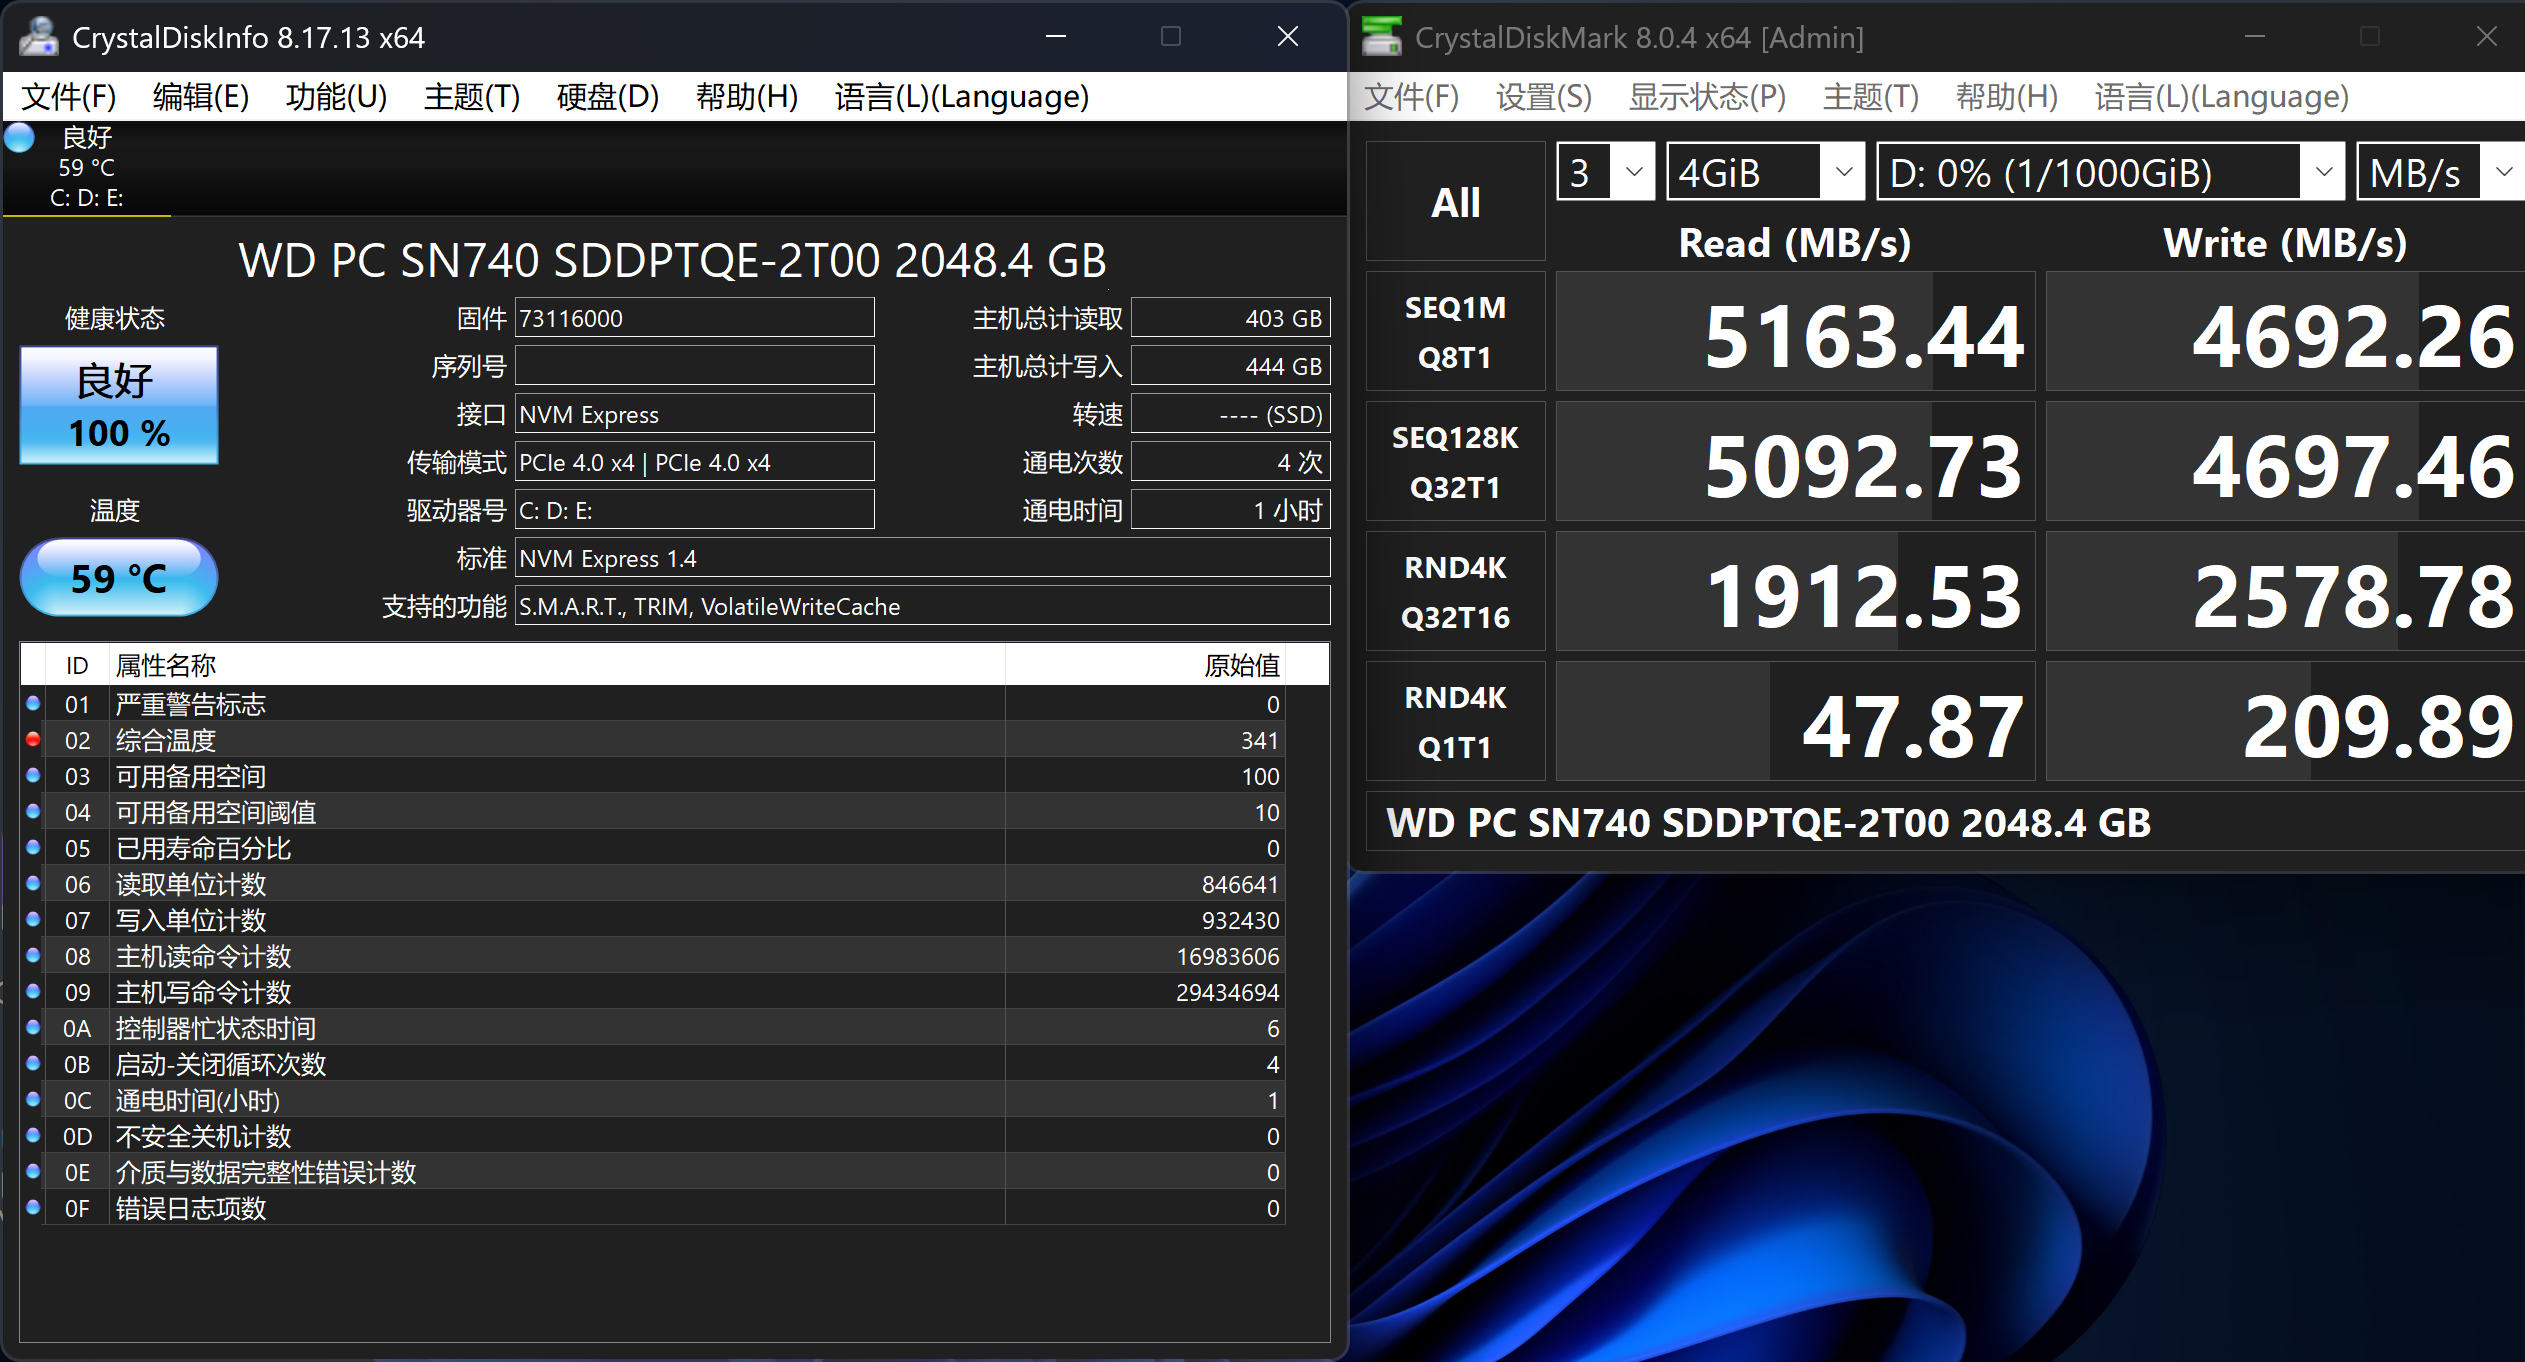 CrystalDiskInfo 8.17.13 x64
文件(F) 编辑(E) 功能(U) 主题(T) 硬盘(D) 帮助(H) 语言(L)(Language)
良好
59 °C
C: D: E:
WD PC SN740 SDDPTQE-2T00 2048.4 GB
健康状态
良好
100 %
温度
59 °C
固件 73116000
序列号
接口 NVM Express
传输模式 PCIe 4.0 x4 | PCIe 4.0 x4
驱动器号 C: D: E:
标准 NVM Express 1.4
支持的功能 S.M.A.R.T., TRIM, VolatileWriteCache
主机总计读取 403 GB
主机总计写入 444 GB
转速 ---- (SSD)
通电次数 4 次
通电时间 1 小时
ID 属性名称 原始值
01 严重警告标志 0
02 综合温度 341
03 可用备用空间 100
04 可用备用空间阈值 10
05 已用寿命百分比 0
06 读取单位计数 846641
07 写入单位计数 932430
08 主机读命令计数 16983606
09 主机写命令计数 29434694
0A 控制器忙状态时间 6
0B 启动-关闭循环次数 4
0C 通电时间(小时) 1
0D 不安全关机计数 0
0E 介质与数据完整性错误计数 0
0F 错误日志项数 0
CrystalDiskMark 8.0.4 x64 [Admin]
文件(F) 设置(S) 显示状态(P) 主题(T) 帮助(H) 语言(L)(Language)
All 3 4GiB D: 0% (1/1000GiB) MB/s
Read (MB/s) Write (MB/s)
SEQ1M
Q8T1 5163.44 4692.26
SEQ128K
Q32T1 5092.73 4697.46
RND4K
Q32T16 1912.53 2578.78
RND4K
Q1T1 47.87 209.89
WD PC SN740 SDDPTQE-2T00 2048.4 GB